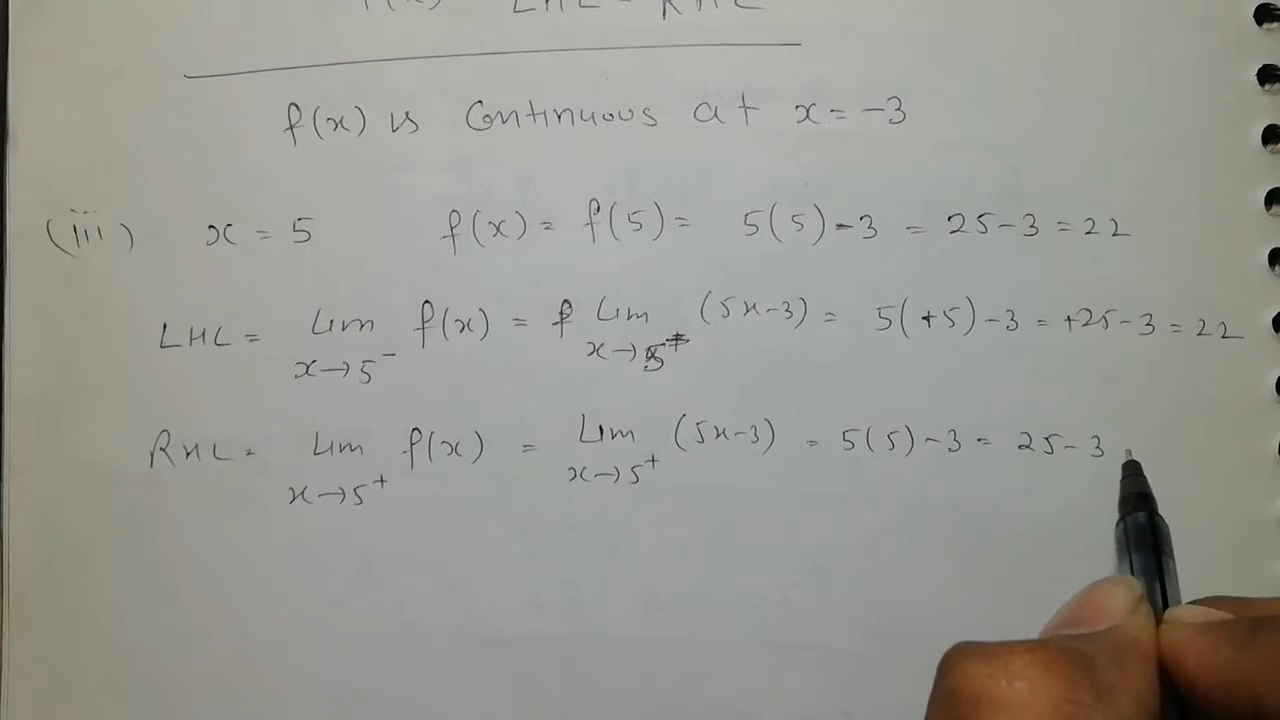 f(x) LHL = RHL
f(x) is Continuous at x = -3
(iii) x = 5 f(x) = f(5) = 5(5) - 3 = 25 - 3 = 22
LHL = Lim x→5⁻ f(x) = f Lim x→5 (5x-3) = 5(+5) - 3 = +25 - 3 = 22
RHL = Lim x→5⁺ f(x) = Lim x→5⁺ (5x-3) = 5(5) - 3 = 25 - 3